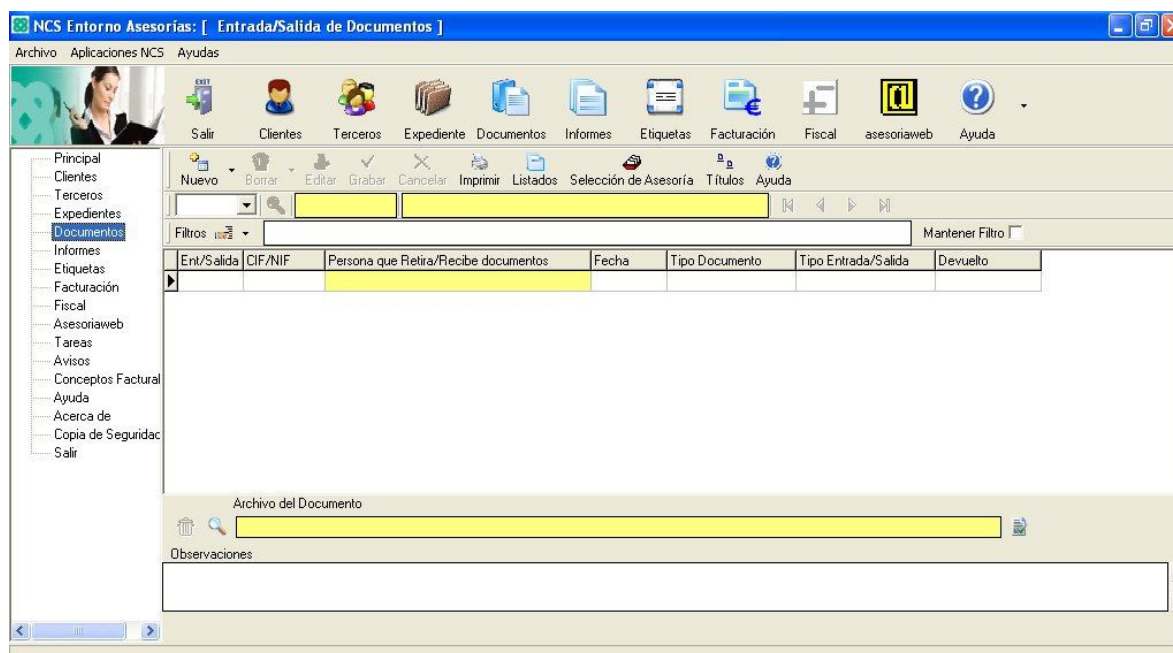 NCS Entorno Asesorías: [ Entrada/Salida de Documentos ]
Archivo Aplicaciones NCS Ayudas
EXIT
Salir Clientes Terceros Expediente Documentos Informes Etiquetas Facturación Fiscal asesoriaweb Ayuda
Principal
Clientes
Terceros
Expedientes
Documentos
Informes
Etiquetas
Facturación
Fiscal
Asesoriaweb
Tareas
Avisos
Conceptos Factural
Ayuda
Acerca de
Copia de Seguridad
Salir
Nuevo Borrar Editar Grabar Cancelar Imprimir Listados Selección de Asesoría Títulos Ayuda
Filtros Mantener Filtro
Ent/Salida CIF/NIF Persona que Retira/Recibe documentos Fecha Tipo Documento Tipo Entrada/Salida Devuelto
Archivo del Documento
Observaciones